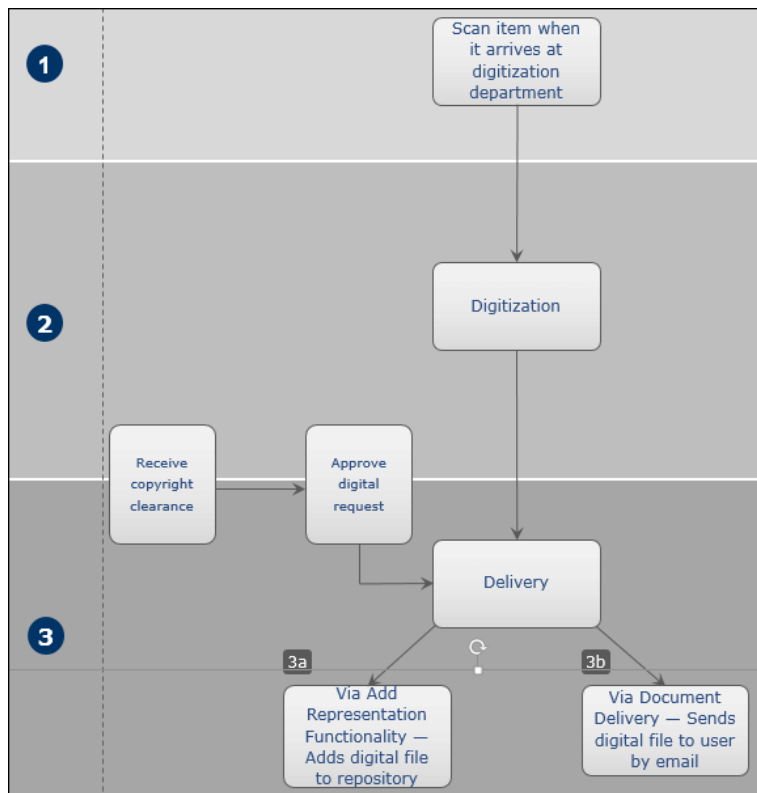 1
Scan item when
it arrives at
digitization
department
2
Digitization
Receive
copyright
clearance
Approve
digital
request
3
Delivery
3a
Via Add
Representation
Functionality —
Adds digital file
to repository
3b
Via Document
Delivery — Sends
digital file to user
by email